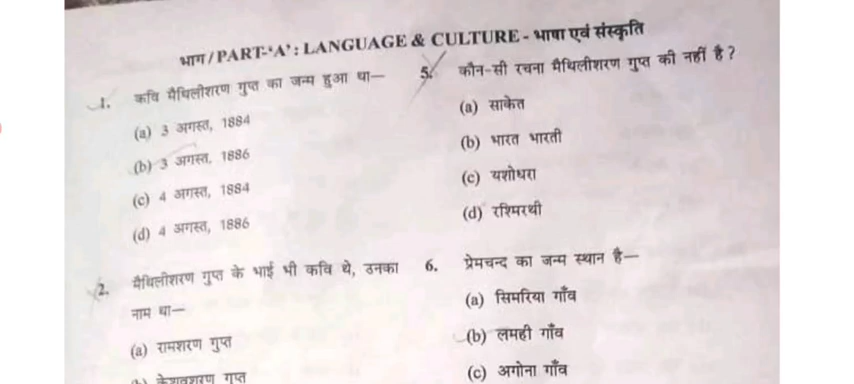 भाग / PART-'A' : LANGUAGE & CULTURE - भाषा एवं संस्कृति
1. कवि मैथिलीशरण गुप्त का जन्म हुआ था—
(a) 3 अगस्त, 1884
(b) 3 अगस्त, 1886
(c) 4 अगस्त, 1884
(d) 4 अगस्त, 1886
2. मैथिलीशरण गुप्त के भाई भी कवि थे, उनका
नाम था—
(a) रामशरण गुप्त
(b) केशवशरण गुप्त
5. कौन-सी रचना मैथिलीशरण गुप्त की नहीं है ?
(a) साकेत
(b) भारत भारती
(c) यशोधरा
(d) रश्मिरथी
6. प्रेमचन्द का जन्म स्थान है—
(a) सिमरिया गाँव
(b) लमही गाँव
(c) अगोना गाँव